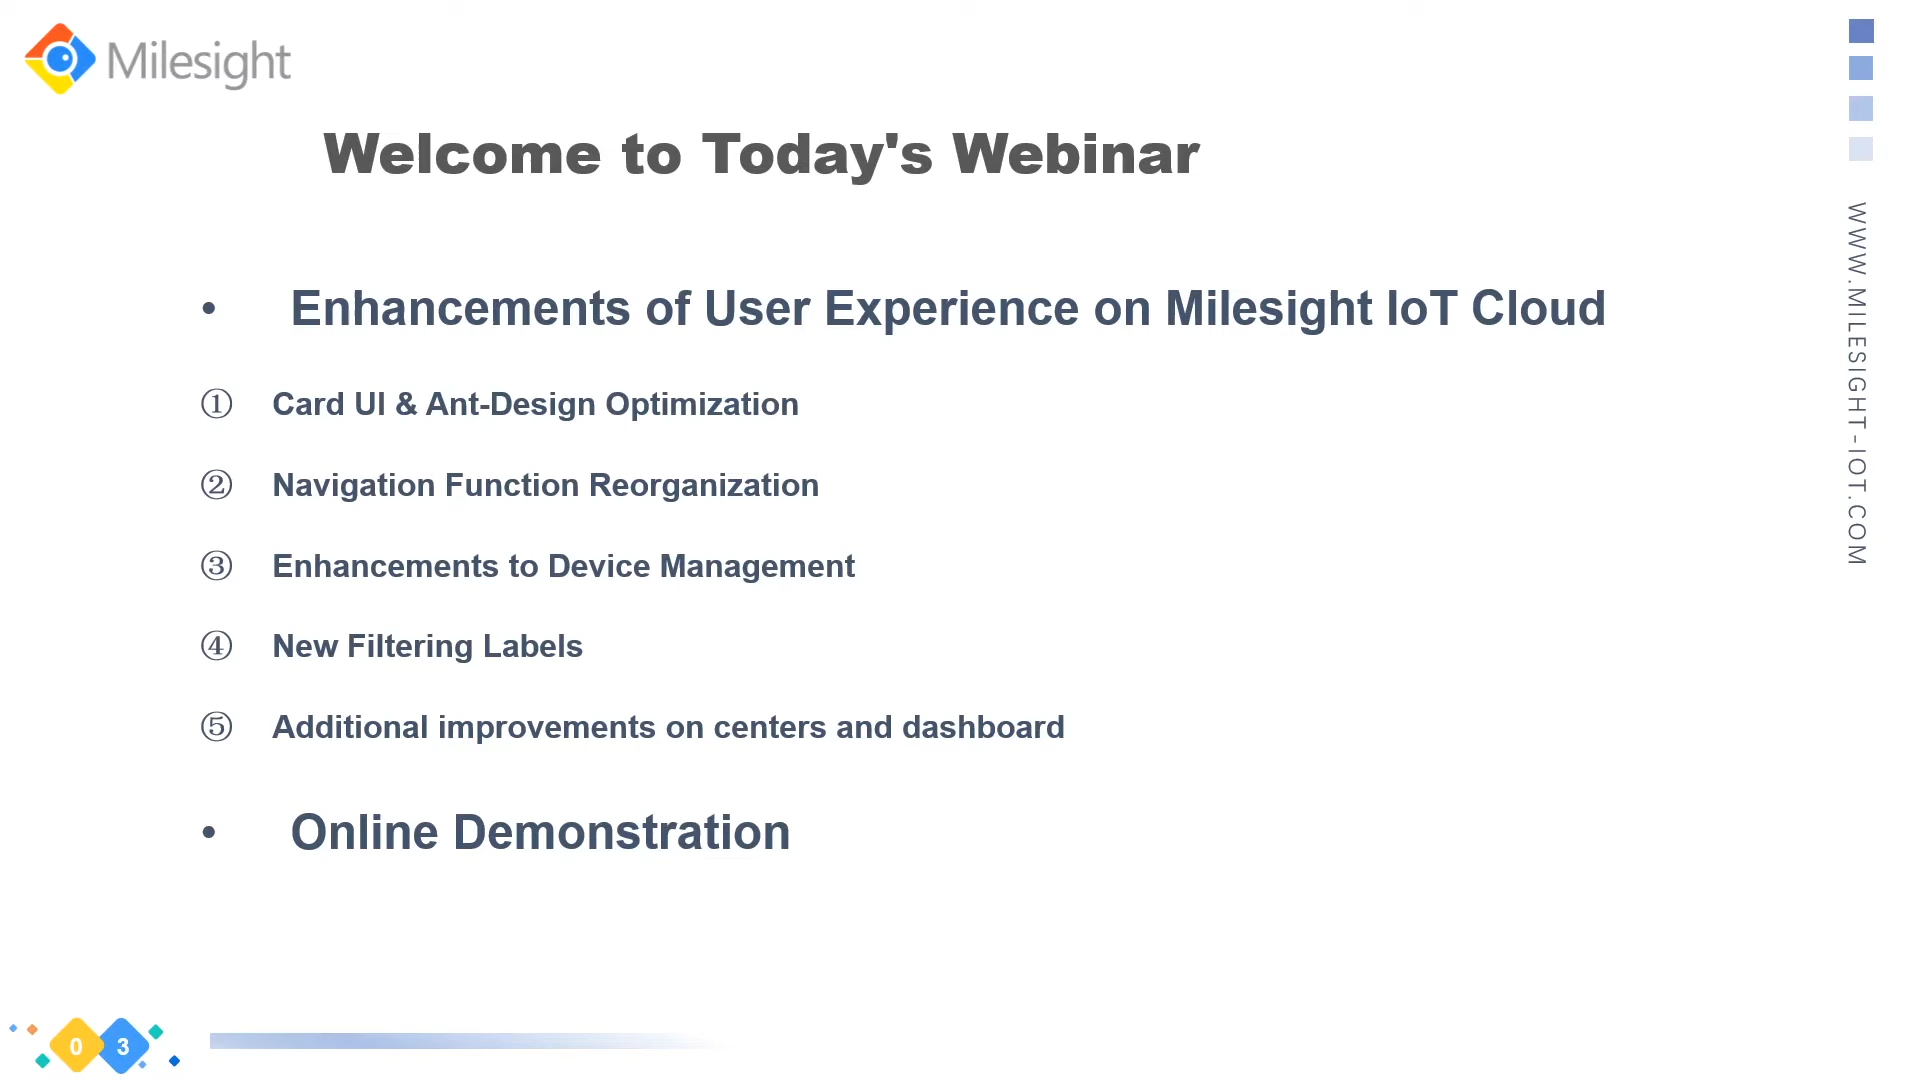 Milesight
Welcome to Today's Webinar
• Enhancements of User Experience on Milesight IoT Cloud
① Card UI & Ant-Design Optimization
② Navigation Function Reorganization
③ Enhancements to Device Management
④ New Filtering Labels
⑤ Additional improvements on centers and dashboard
• Online Demonstration
WWW.MILESIGHT-IOT.COM
0 3